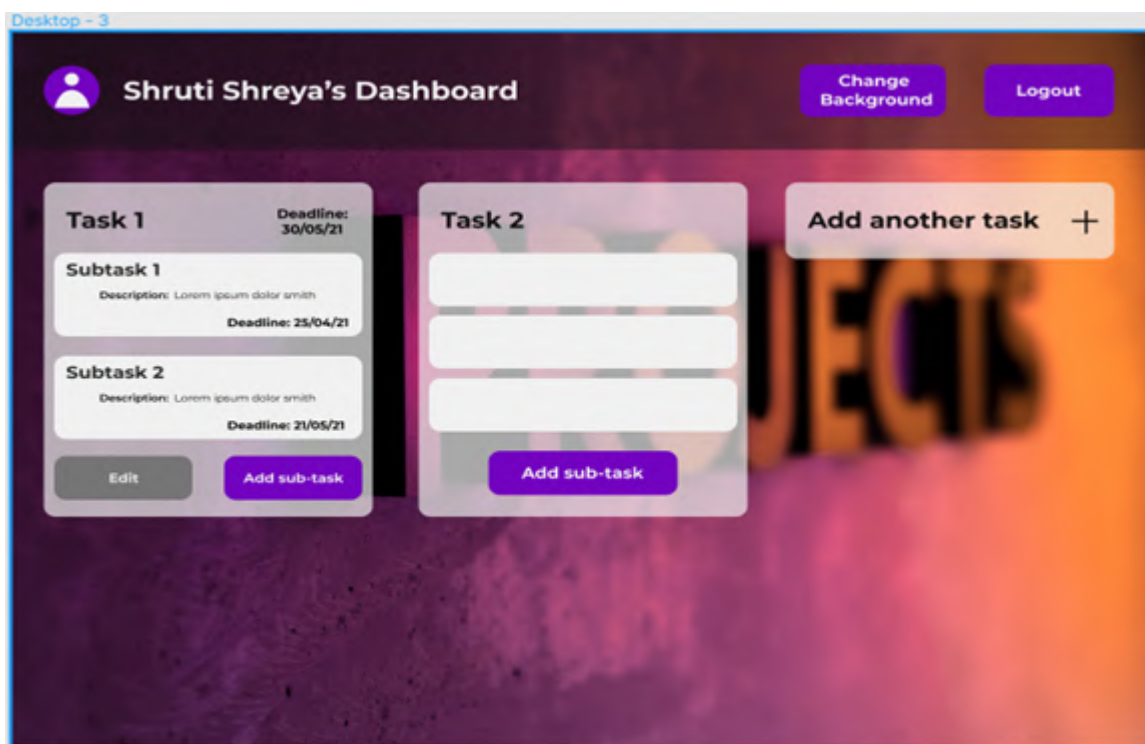 Desktop - 3
Shruti Shreya's Dashboard
Change
Background
Logout
Task 1
Deadline:
30/05/21
Subtask 1
Description: Lorem ipsum dolor smith
Deadline: 25/04/21
Subtask 2
Description: Lorem ipsum dolor smith
Deadline: 21/05/21
Edit
Add sub-task
Task 2
Add sub-task
Add another task +
PROJECTS